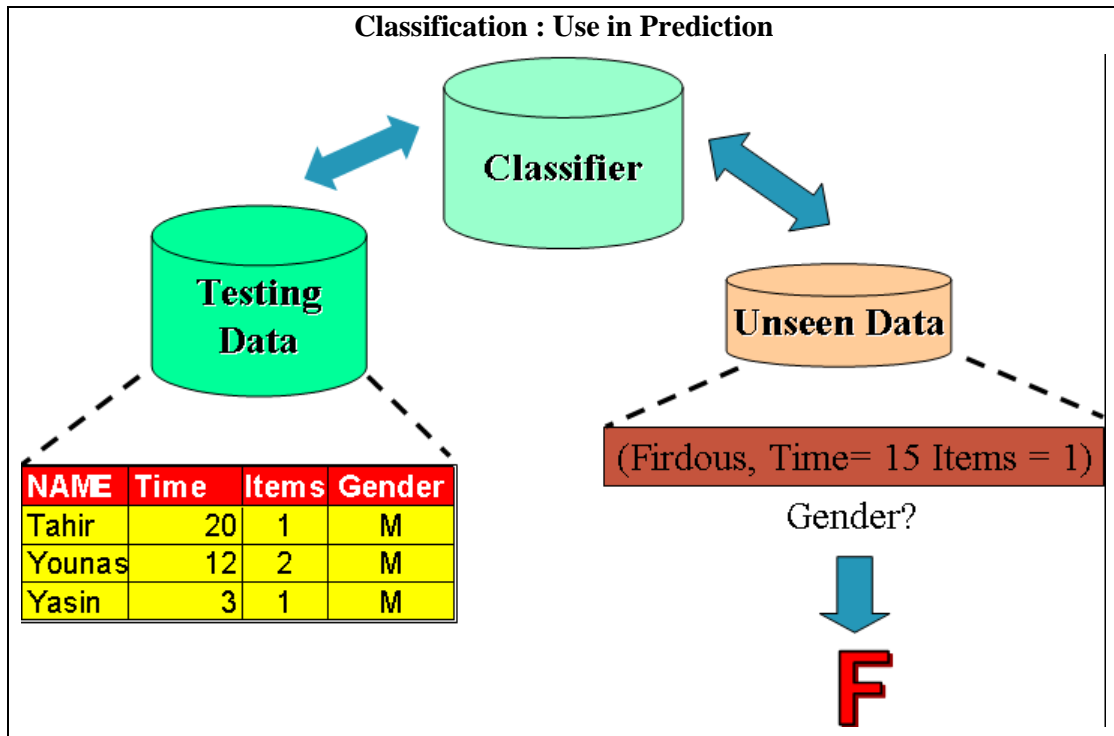 Classification : Use in Prediction
Classifier
Testing
Data
Unseen Data
NAME Time Items Gender
Tahir 20 1 M
Younas 12 2 M
Yasin 3 1 M
(Firdous, Time= 15 Items = 1)
Gender?
F